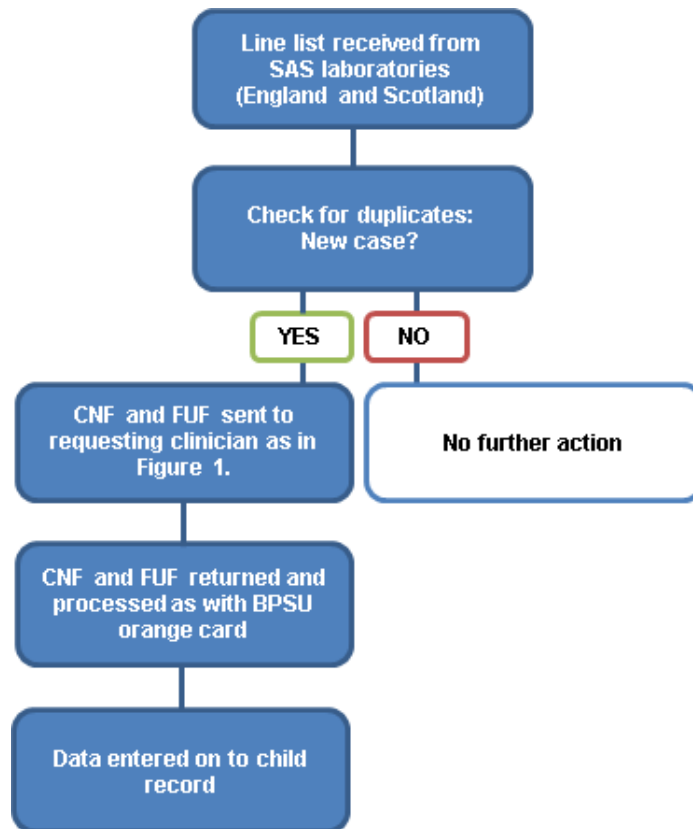 Line list received from
SAS laboratories
(England and Scotland)
Check for duplicates:
New case?
YES
NO
CNF and FUF sent to
requesting clinician as in
Figure 1.
No further action
CNF and FUF returned and
processed as with BPSU
orange card
Data entered on to child
record